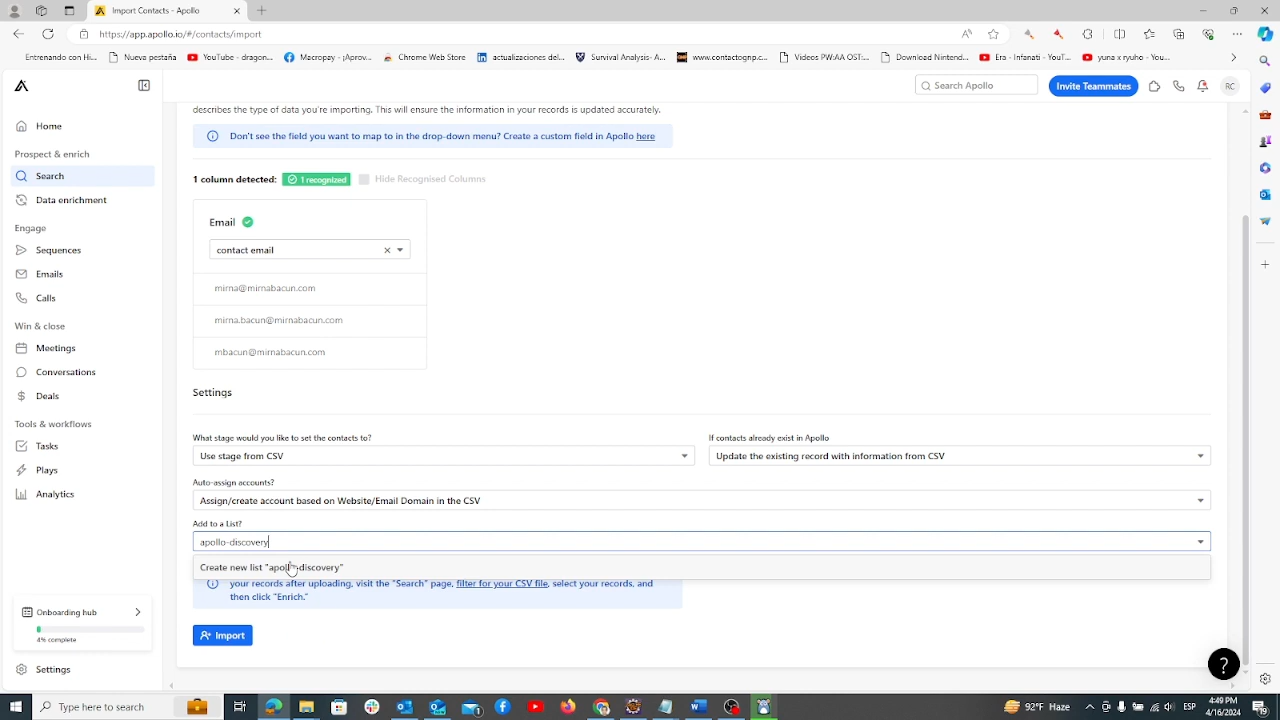 Import Contacts - Apollo
https://app.apollo.io/#/contacts/import
Entrando con Hi...
Nueva pestaña
YouTube - dragon...
Macropay - ¡Aprov...
Chrome Web Store
actualizaciones del...
Survival Analysis -...
www.contactogrip.c...
Videos PW:AA OST:...
Download Nintend...
Era - Infanati - YouT...
yuna x ryuho - You...
Search Apollo
Invite Teammates
RC
Home
Prospect & enrich
Search
Data enrichment
Engage
Sequences
Emails
Calls
Win & close
Meetings
Conversations
Deals
Tools & workflows
Tasks
Plays
Analytics
Onboarding hub
4% complete
Settings
describes the type of data you're importing. This will ensure the information in your records is updated accurately.
Don't see the field you want to map to in the drop-down menu? Create a custom field in Apollo here
1 column detected: 1 recognized Hide Recognised Columns
Email
contact email
mirna@mirnabacun.com
mirna.bacun@mirnabacun.com
mbacun@mirnabacun.com
Settings
What stage would you like to set the contacts to?
Use stage from CSV
If contacts already exist in Apollo
Update the existing record with information from CSV
Auto-assign accounts?
Assign/create account based on Website/Email Domain in the CSV
Add to a List?
apollo-discovery
Create new list "apollo-discovery"
your records after uploading, visit the "Search" page, filter for your CSV file, select your records, and
then click "Enrich."
Import
?
Type here to search
92°F Haze
ESP
4:49 PM
4/16/2024